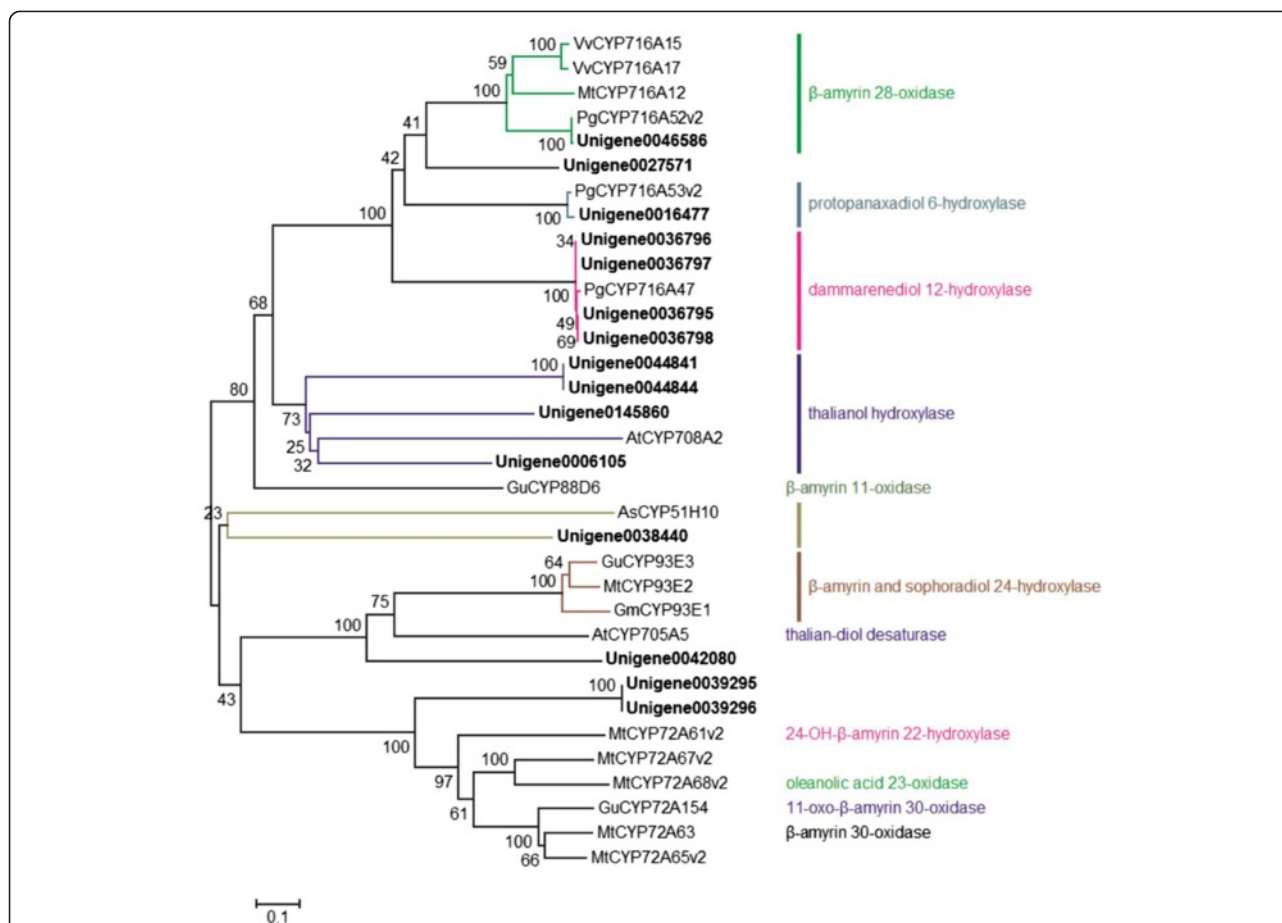 100
VvCYP716A15
59
VvCYP716A17
MtCYP716A12
β-amyrin 28-oxidase
100
PgCYP716A52v2
41
100
Unigene0046586
42
Unigene0027571
PgCYP716A53v2
protopanaxadiol 6-hydroxylase
100
100
Unigene0016477
34
Unigene0036796
Unigene0036797
100
PgCYP716A47
dammarenediol 12-hydroxylase
68
49
Unigene0036795
69
Unigene0036798
100
Unigene0044841
80
Unigene0044844
73
Unigene0145860
thalianol hydroxylase
25
AtCYP708A2
32
Unigene0006105
GuCYP88D6
β-amyrin 11-oxidase
23
AsCYP51H10
Unigene0038440
64
GuCYP93E3
100
MtCYP93E2
β-amyrin and sophoradiol 24-hydroxylase
75
GmCYP93E1
100
AtCYP705A5
thalian-diol desaturase
Unigene0042080
43
100
Unigene0039295
Unigene0039296
100
MtCYP72A61v2
24-OH-β-amyrin 22-hydroxylase
97
100
MtCYP72A67v2
MtCYP72A68v2
oleanolic acid 23-oxidase
61
GuCYP72A154
11-oxo-β-amyrin 30-oxidase
100
MtCYP72A63
β-amyrin 30-oxidase
66
MtCYP72A65v2
0.1